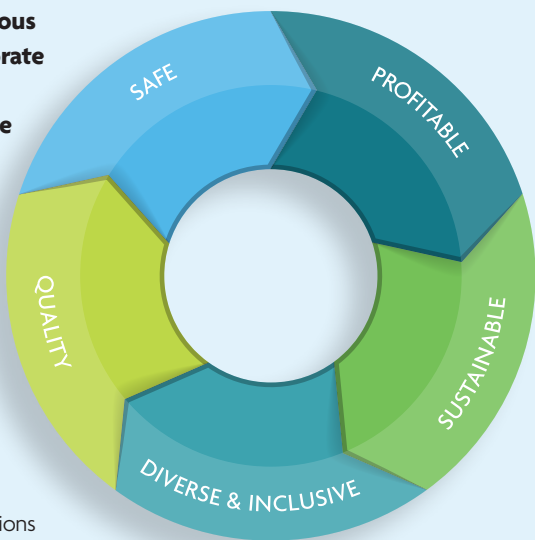 ous
rate
e
SAFE
PROFITABLE
SUSTAINABLE
DIVERSE & INCLUSIVE
QUALITY
ions